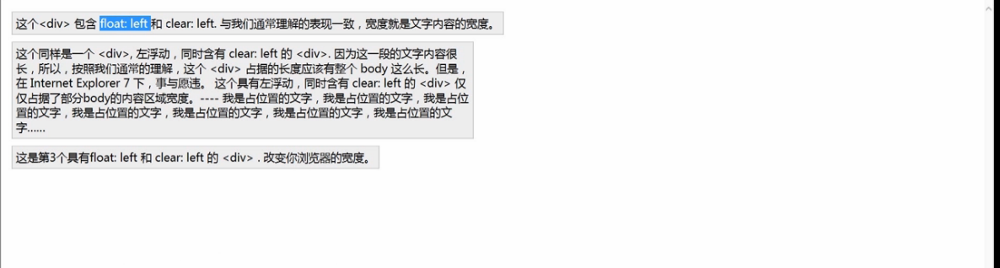 这个<div> 包含 float: left 和 clear: left. 与我们通常理解的表现一致，宽度就是文字内容的宽度。
这个同样是一个 <div>, 左浮动，同时含有 clear: left 的 <div>. 因为这一段的文字内容很
长，所以，按照我们通常的理解，这个 <div> 占据的长度应该有整个 body 这么长。但是，
在 Internet Explorer 7 下，事与愿违。 这个具有左浮动，同时含有 clear: left 的 <div> 仅
仅占据了部分body的内容区域宽度。---- 我是占位置的文字，我是占位置的文字，我是占位
置的文字，我是占位置的文字，我是占位置的文字，我是占位置的文字，我是占位置的文
字……
这是第3个具有float: left 和 clear: left 的 <div> . 改变你浏览器的宽度。